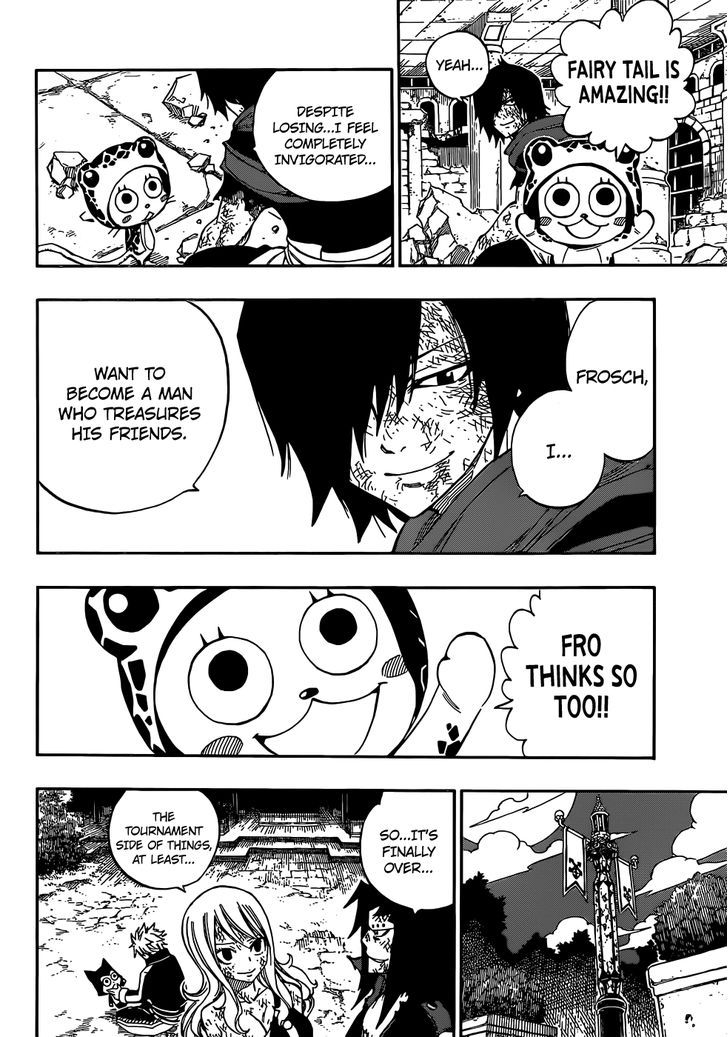 FAIRY TAIL IS
AMAZING!!
YEAH...
DESPITE
LOSING...I FEEL
COMPLETELY
INVIGORATED...
FROSCH,
I...
WANT TO
BECOME A MAN
WHO TREASURES
HIS FRIENDS.
FRO
THINKS SO
TOO!!
SO...IT'S
FINALLY
OVER...
THE
TOURNAMENT
SIDE OF THINGS,
AT LEAST...